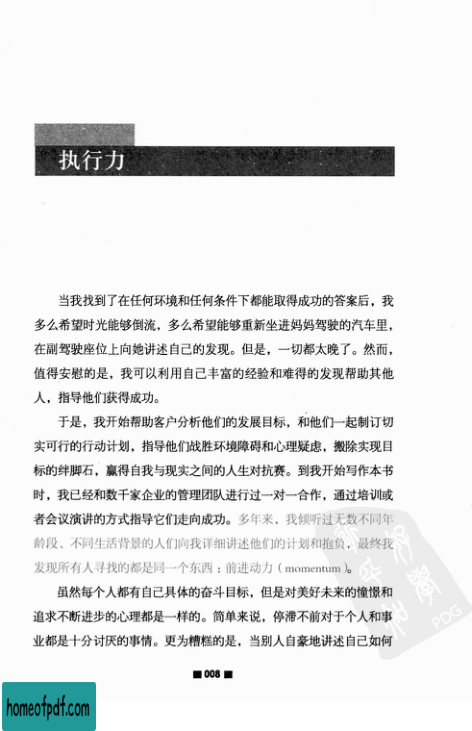 执行力
当我找到了在任何环境和任何条件下都能取得成功的答案后，我
多么希望时光能够倒流，多么希望能够重新坐进妈妈驾驶的汽车里，
在副驾驶座位上向她讲述自己的发现。但是，一切都太晚了。然而，
值得安慰的是，我可以利用自己丰富的经验和难得的发现帮助其他
人，指导他们获得成功。
于是，我开始帮助客户分析他们的发展目标，和他们一起制订切
实可行的行动计划，指导他们战胜环境障碍和心理疑虑，搬除实现目
标的绊脚石，赢得自我与现实之间的人生对抗赛。到我开始写作本书
时，我已经和数千家企业的管理团队进行过一对一合作，通过培训或
者会议演讲的方式指导它们走向成功。多年来，我倾听过无数不同年
龄段、不同生活背景的人们向我详细讲述他们的计划和抱负，最终我
发现所有人寻找的都是同一个东西：前进动力（momentum）。
虽然每个人都有自己具体的奋斗目标，但是对美好未来的憧憬和
追求不断进步的心理都是一样的。简单来说，停滞不前对于个人和事
业都是十分讨厌的事情。更为糟糕的是，当别人自豪地讲述自己如何
PDG
008
homeofpdf.com